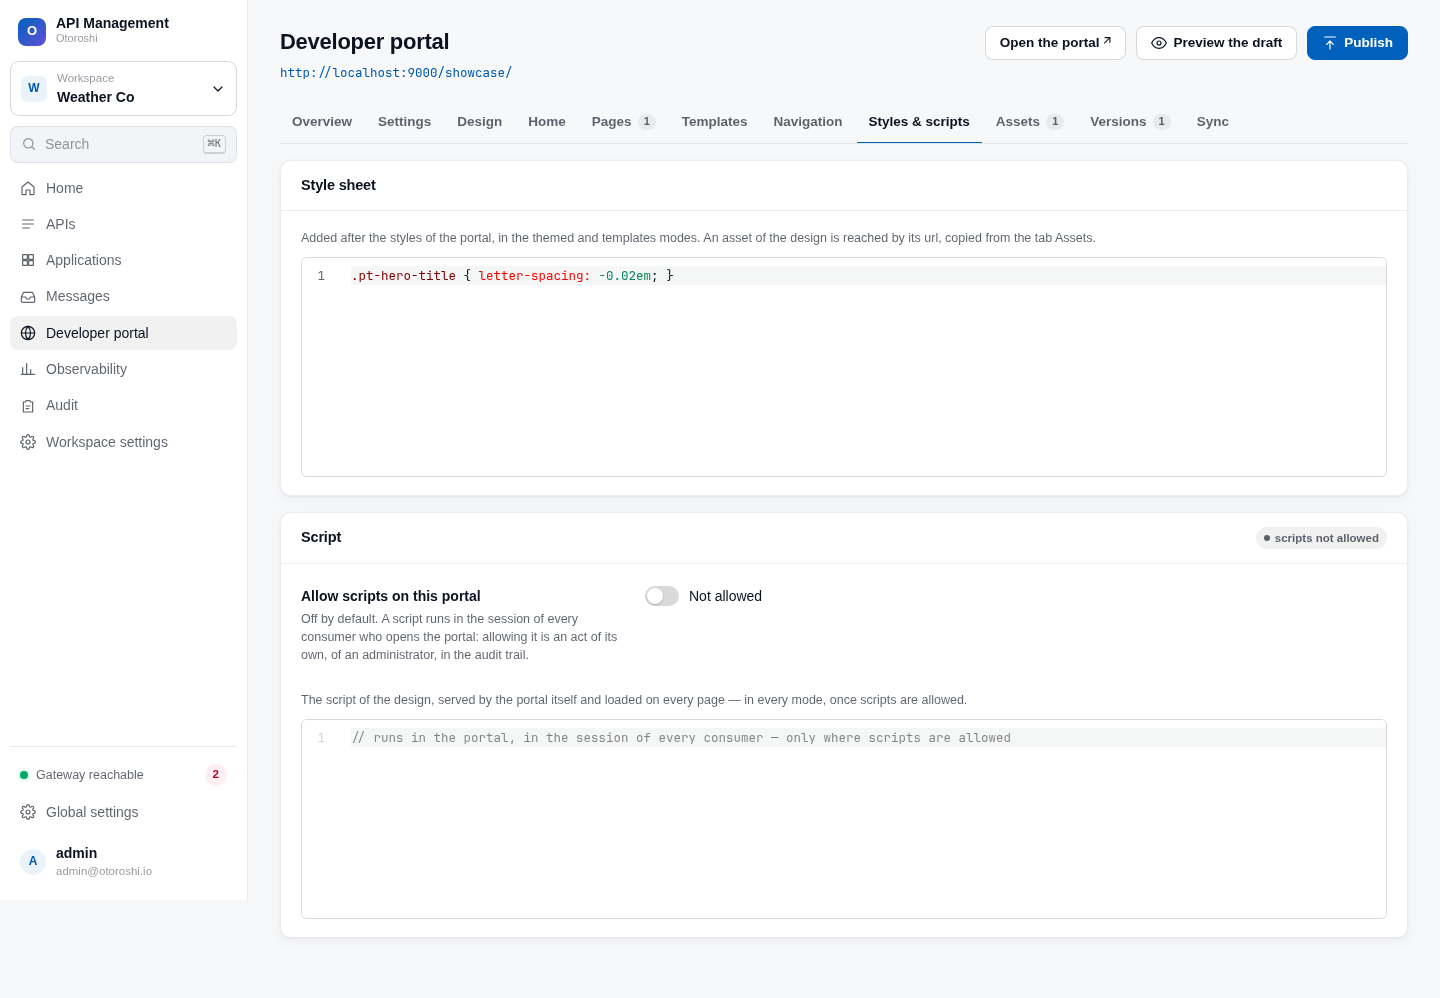 O
API Management
Otoroshi
W
Workspace
Weather Co
Search
⌘K
Home
APIs
Applications
Messages
Developer portal
Observability
Audit
Workspace settings
Gateway reachable
2
Global settings
A
admin
admin@otoroshi.io
Developer portal
http://localhost:9000/showcase/
Open the portal
Preview the draft
Publish
Overview
Settings
Design
Home
Pages 1
Templates
Navigation
Styles & scripts
Assets 1
Versions 1
Sync
Style sheet
Added after the styles of the portal, in the themed and templates modes. An asset of the design is reached by its url, copied from the tab Assets.
1 .pt-hero-title { letter-spacing: -0.02em; }
Script
scripts not allowed
Allow scripts on this portal
Not allowed
Off by default. A script runs in the session of every
consumer who opens the portal: allowing it is an act of its
own, of an administrator, in the audit trail.
The script of the design, served by the portal itself and loaded on every page — in every mode, once scripts are allowed.
1 // runs in the portal, in the session of every consumer — only where scripts are allowed